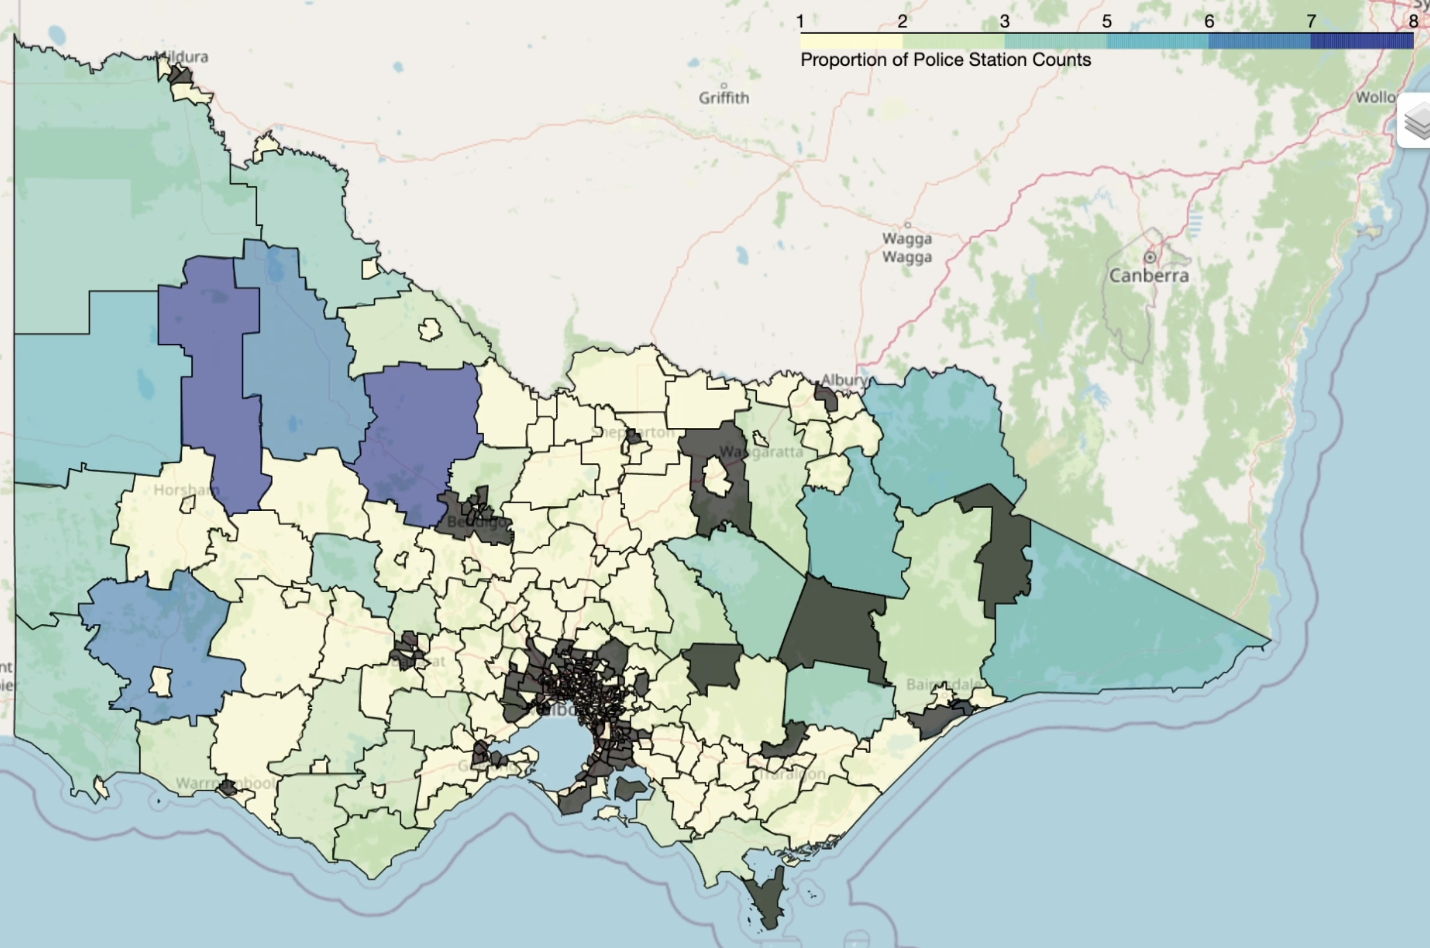 Sy
1 2 3 5 6 7 8
Proportion of Police Station Counts
Mildura
Griffith
Wollo
Wagga
Wagga
Canberra
Albury
Shepparton
Wangaratta
Horsham
Bendigo
Bairnsdale
Traralgon
Warrnambool